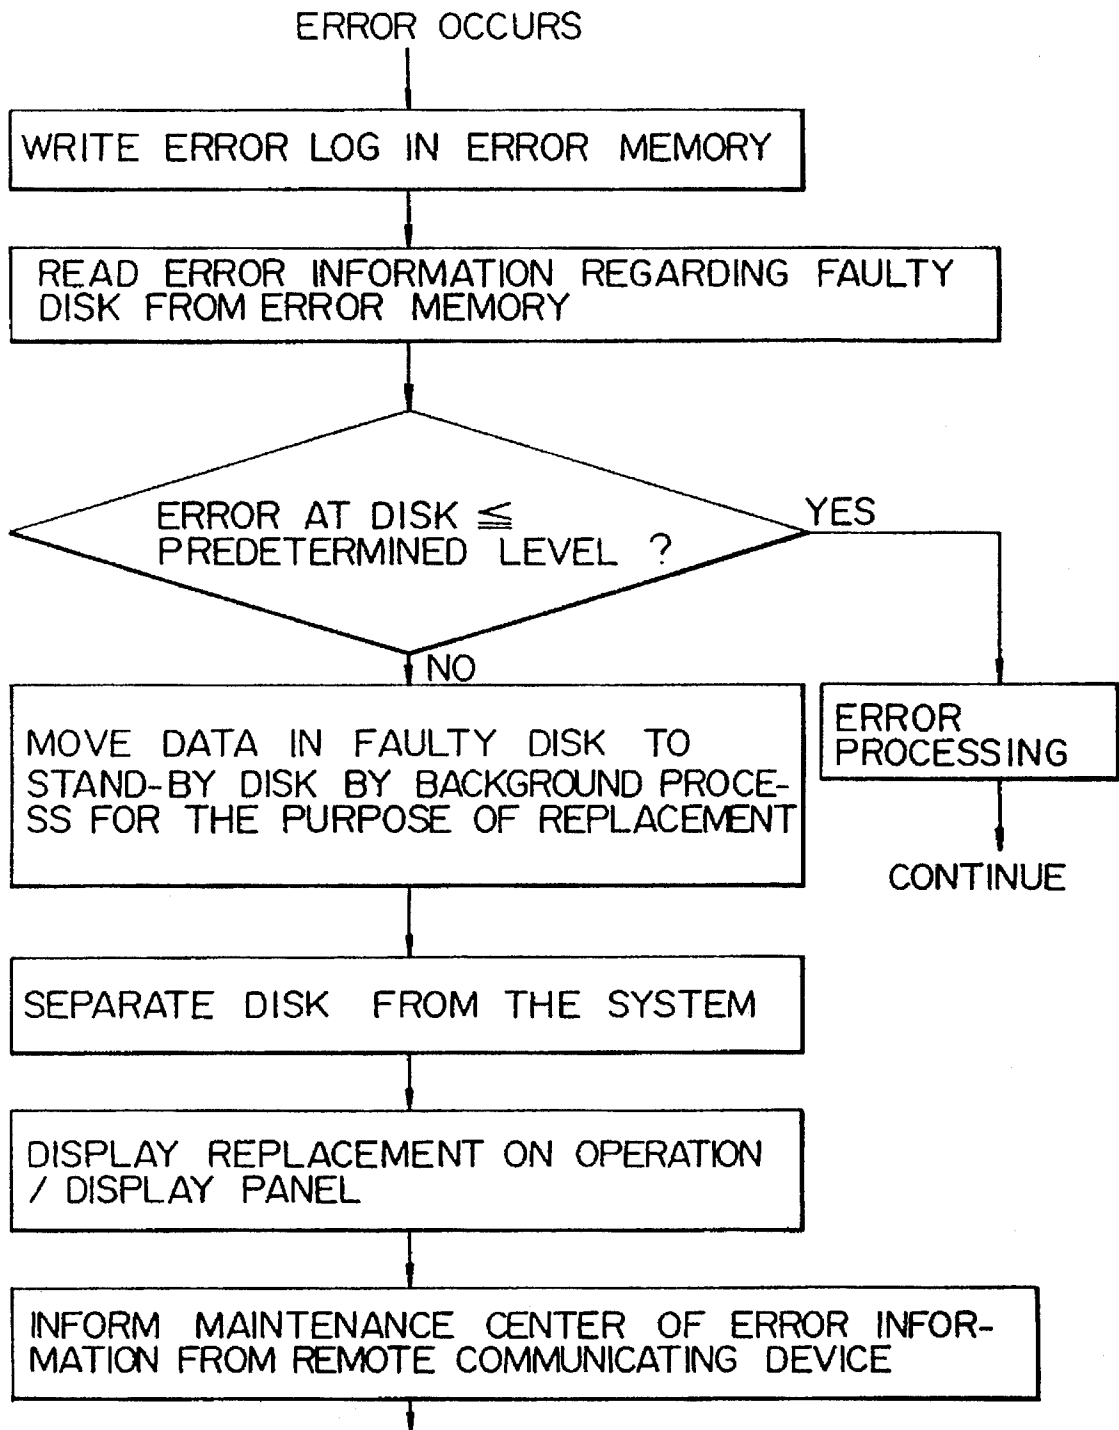 ERROR OCCURS
WRITE ERROR LOG IN ERROR MEMORY
READ ERROR INFORMATION REGARDING FAULTY
DISK FROM ERROR MEMORY
ERROR AT DISK ≦
PREDETERMINED LEVEL ?
YES
NO
ERROR
PROCESSING
CONTINUE
MOVE DATA IN FAULTY DISK TO
STAND-BY DISK BY BACKGROUND PROCE-
SS FOR THE PURPOSE OF REPLACEMENT
SEPARATE DISK FROM THE SYSTEM
DISPLAY REPLACEMENT ON OPERATION
/ DISPLAY PANEL
INFORM MAINTENANCE CENTER OF ERROR INFOR-
MATION FROM REMOTE COMMUNICATING DEVICE